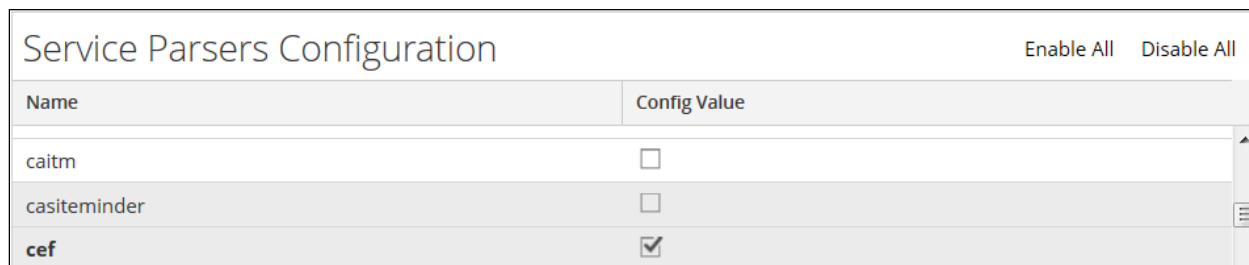 Service Parsers Configuration Enable All Disable All
Name Config Value
caitm
casiteminder
cef